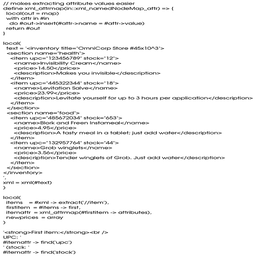 // makes extracting attribute values easier
define xml_attrmap(in::xml_namedNodeMap_attr) => {
local(out = map)
with attr in #in
do #out->insert(#attr->name = #attr->value)
return #out
}
local(
text = '<inventory title="OmniCorp Store #45x10^3">
<section name="health">
<item upc="123456789" stock="12">
<name>Invisibility Cream</name>
<price>14.50</price>
<description>Makes you invisible</description>
</item>
<item upc="445322344" stock="18">
<name>Levitation Salve</name>
<price>23.99</price>
<description>Levitate yourself for up to 3 hours per application</description>
</item>
</section>
<section name="food">
<item upc="485672034" stock="653">
<name>Blork and Freen Instameal</name>
<price>4.95</price>
<description>A tasty meal in a tablet; just add water</description>
</item>
<item upc="132957764" stock="44">
<name>Grob winglets</name>
<price>3.56</price>
<description>Tender winglets of Grob. Just add water</description>
</item>
</section>
</inventory>
',
xml = xml(#text)
)
local(
items = #xml -> extract('//item'),
firstitem = #items -> first,
itemattr = xml_attrmap(#firstitem -> attributes),
newprices = array
)
'<strong>First item:</strong><br />
UPC: '
#itemattr -> find('upc')
' (stock: '
#itemattr -> find('stock')